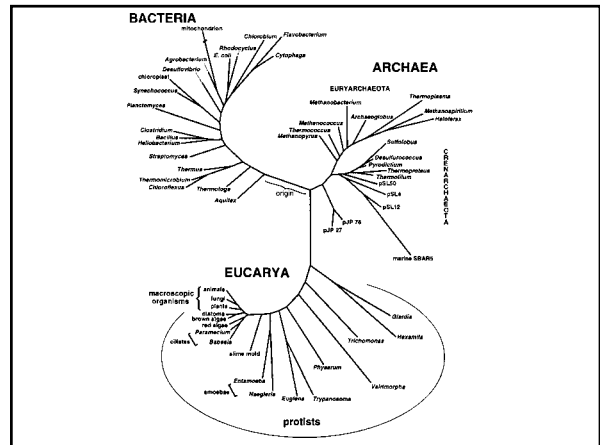 BACTERIA
mitochondrion
Chlorobium
Flavobacterium
Rhodocyclus
E. coli
Cytophaga
Agrobacterium
Desulfovibrio
chloroplast
Synechococcus
Planctomyces
Clostridium
Bacillus
Heliobacterium
Streptomyces
Thermus
Thermomicrobium
Chloroflexus
Thermotoga
Aquifex
origin
ARCHAEA
EURYARCHAEOTA
Methanobacterium
Thermoplasma
Archaeoglobus
Methanospirillum
Haloferax
Methanococcus
Thermococcus
Methanopyrus
Sulfolobus
Desulfurococcus
Pyrodictium
Thermoproteus
Thermofilum
pSL50
pSL4
pSL12
CRENARCHAEOTA
pJP 78
pJP 27
marine SBAR5
EUCARYA
macroscopic
organisms
animals
fungi
plants
diatoms
brown algae
red algae
ciliates
Paramecium
Babesia
slime mold
Entamoeba
amoebae
Naegleria
Euglena
Trypanosoma
Physarum
Vairimorpha
Trichomonas
Hexamita
Giardia
protists